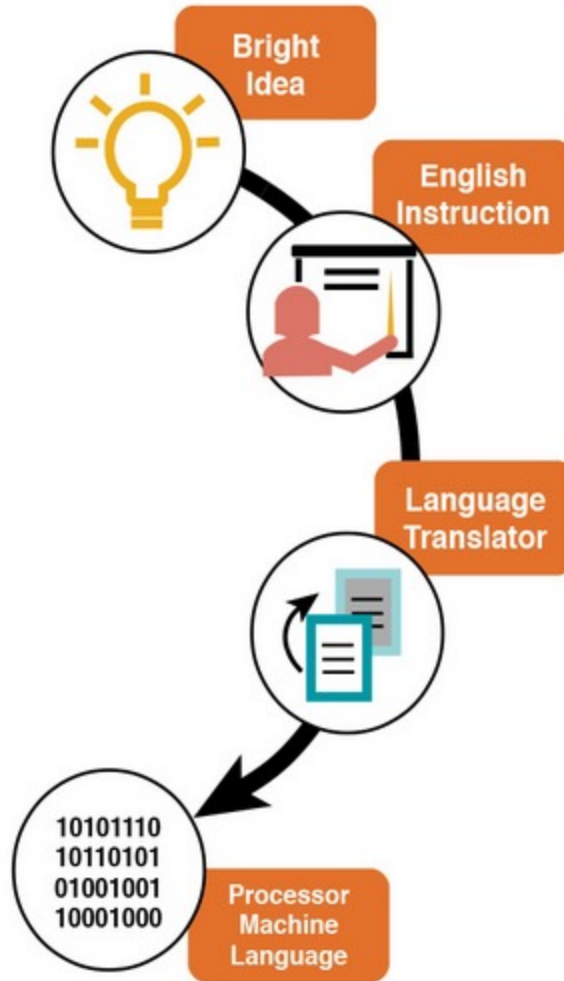 Bright
Idea
English
Instruction
Language
Translator
10101110
10110101
01001001
10001000
Processor
Machine
Language